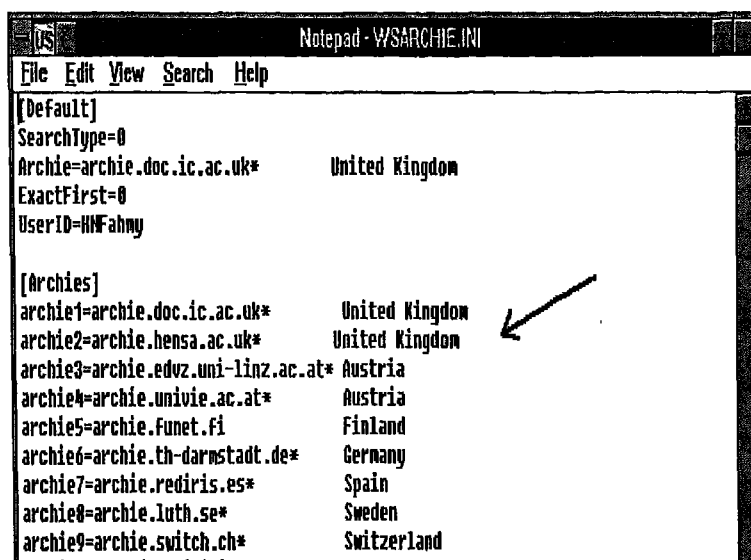 US Notepad - WSARCHIE.INI
File Edit View Search Help
[Default]
SearchType=0
Archie=archie.doc.ic.ac.uk* United Kingdom
ExactFirst=0
UserID=HNFahmy
[Archies]
archie1=archie.doc.ic.ac.uk* United Kingdom
archie2=archie.hensa.ac.uk* United Kingdom
archie3=archie.edvz.uni-linz.ac.at* Austria
archie4=archie.univie.ac.at* Austria
archie5=archie.funet.fi Finland
archie6=archie.th-darmstadt.de* Germany
archie7=archie.rediris.es* Spain
archie8=archie.luth.se* Sweden
archie9=archie.switch.ch* Switzerland